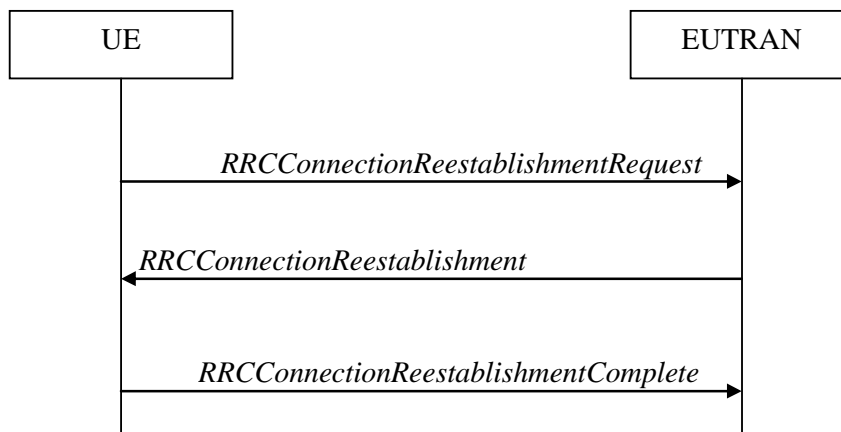 UE
EUTRAN
RRCConnectionReestablishmentRequest
RRCConnectionReestablishment
RRCConnectionReestablishmentComplete